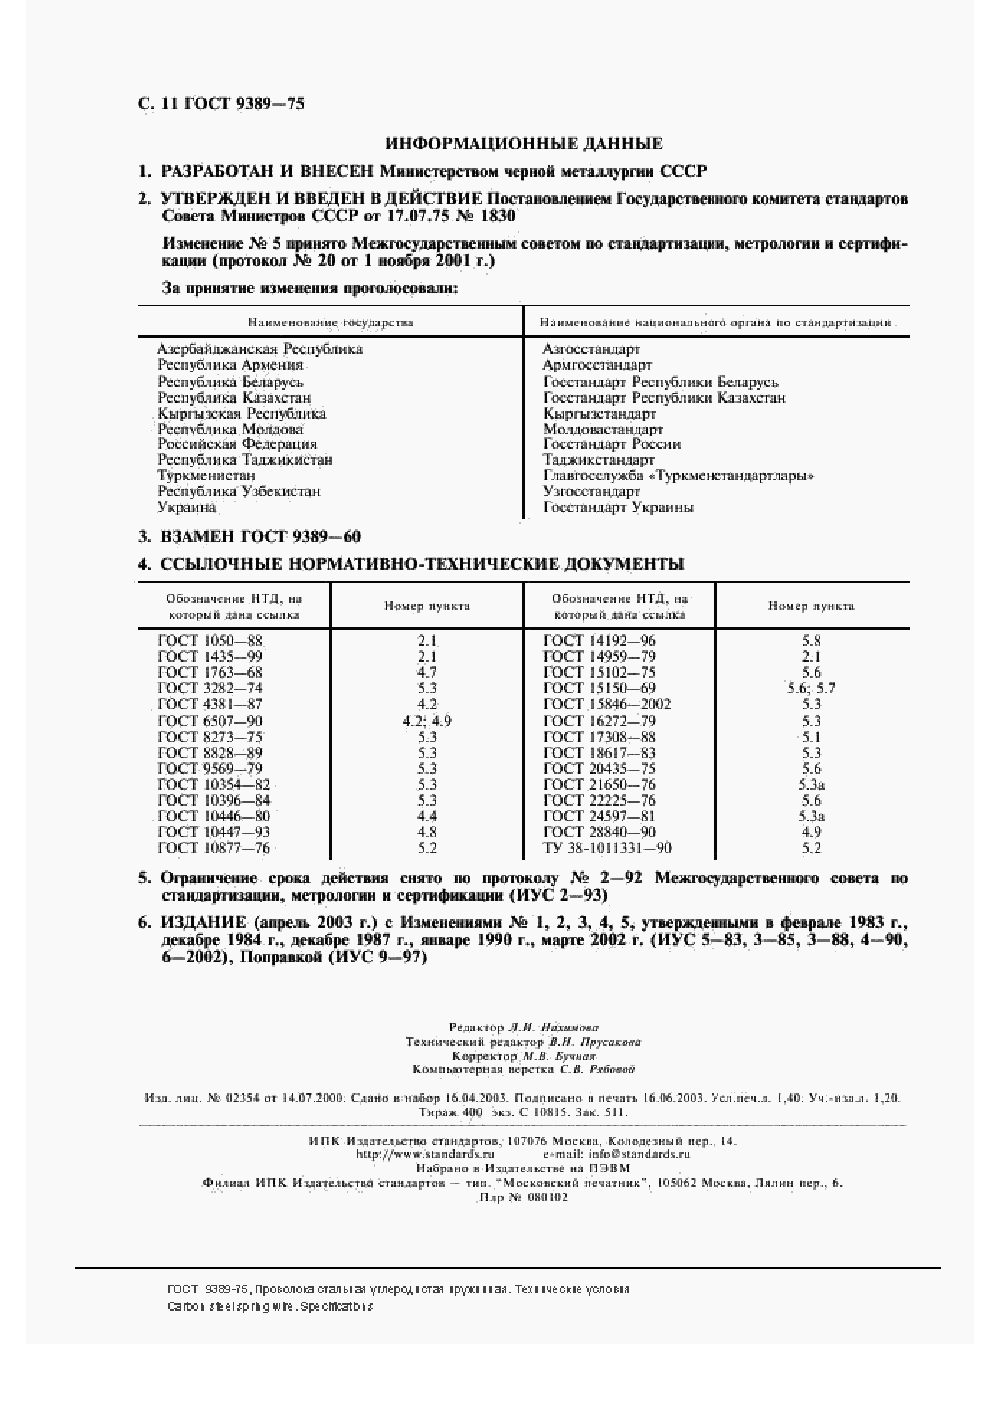 С. 11 ГОСТ 9389—75
ИНФОРМАЦИОННЫЕ ДАННЫЕ
1. РАЗРАБОТАН И ВНЕСЕН Министерством черной металлургии СССР
2. УТВЕРЖДЕН И ВВЕДЕН В ДЕЙСТВИЕ Постановлением Государственного комитета стандартов
Совета Министров СССР от 17.07.75 № 1830
Изменение № 5 принято Межгосударственным советом по стандартизации, метрологии и сертифи-
кации (протокол № 20 от 1 ноября 2001 г.)
За принятие изменения проголосовали:
Наименование государства Наименование национального органа по стандартизации
Азербайджанская Республика Азгосстандарт
Республика Армения Армгосстандарт
Республика Беларусь Госстандарт Республики Беларусь
Республика Казахстан Госстандарт Республики Казахстан
Кыргызская Республика Кыргызстандарт
Республика Молдова Молдовастандарт
Российская Федерация Госстандарт России
Республика Таджикистан Таджикстандарт
Туркменистан Главгосслужба «Туркменстандартлары»
Республика Узбекистан Узгосстандарт
Украина Госстандарт Украины
3. ВЗАМЕН ГОСТ 9389—60
4. ССЫЛОЧНЫЕ НОРМАТИВНО-ТЕХНИЧЕСКИЕ ДОКУМЕНТЫ
Обозначение НТД, на который дана ссылка Номер пункта Обозначение НТД, на который дана ссылка Номер пункта
ГОСТ 1050—88 2.1 ГОСТ 14192—96 5.8
ГОСТ 1435—99 2.1 ГОСТ 14959—79 2.1
ГОСТ 1763—68 4.7 ГОСТ 15102—75 5.6
ГОСТ 3282—74 5.3 ГОСТ 15150—69 5.6; 5.7
ГОСТ 4381—87 4.2 ГОСТ 15846—2002 5.3
ГОСТ 6507—90 4.2; 4.9 ГОСТ 16272—79 5.3
ГОСТ 8273—75 5.3 ГОСТ 17308—88 5.1
ГОСТ 8828—89 5.3 ГОСТ 18617—83 5.3
ГОСТ 9569—79 5.3 ГОСТ 20435—75 5.6
ГОСТ 10354—82 5.3 ГОСТ 21650—76 5.3а
ГОСТ 10396—84 5.3 ГОСТ 22225—76 5.6
ГОСТ 10446—80 4.4 ГОСТ 24597—81 5.3а
ГОСТ 10447—93 4.8 ГОСТ 28840—90 4.9
ГОСТ 10877—76 5.2 ТУ 38-1011331—90 5.2
5. Ограничение срока действия снято по протоколу № 2—92 Межгосударственного совета по
стандартизации, метрологии и сертификации (ИУС 2—93)
6. ИЗДАНИЕ (апрель 2003 г.) с Изменениями № 1, 2, 3, 4, 5, утвержденными в феврале 1983 г.,
декабре 1984 г., декабре 1987 г., январе 1990 г., марте 2002 г. (ИУС 5—83, 3—85, 3—88, 4—90,
6—2002), Поправкой (ИУС 9—97)
Редактор Л.И. Нахимова
Технический редактор В.Н. Прусакова
Корректор М.В. Бучная
Компьютерная верстка С.В. Рябовой
Изд. лиц. № 02354 от 14.07.2000. Сдано в набор 16.04.2003. Подписано в печать 16.06.2003. Усл.печ.л. 1,40. Уч.-изд.л. 1,20.
Тираж 400 экз. С 10815. Зак. 511.
ИПК Издательство стандартов, 107076 Москва, Колодезный пер., 14.
http://www.standards.ru e-mail: info@standards.ru
Набрано в Издательстве на ПЭВМ
Филиал ИПК Издательство стандартов — тип. "Московский печатник", 105062 Москва, Лялин пер., 6.
Плр № 080102
ГОСТ 9389-75, Проволока стальная углеродистая пружинная. Технические условия
Carbon steel spring wire. Specifications